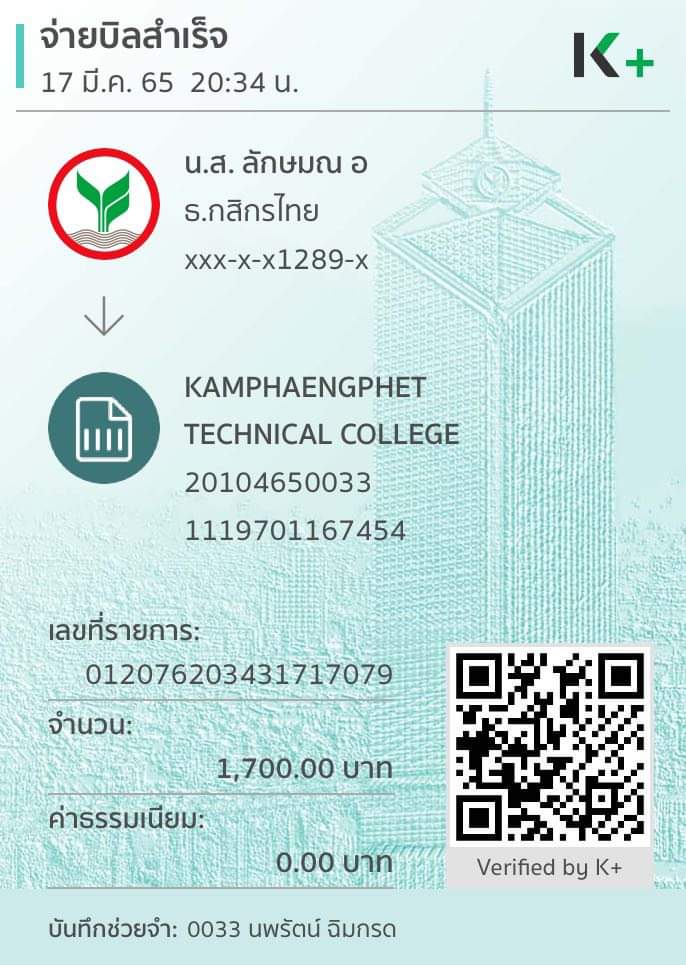 จ่ายบิลสำเร็จ
17 มี.ค. 65 20:34 น.
K+
น.ส. ลักษมณ อ
ธ.กสิกรไทย
xxx-x-x1289-x
KAMPHAENGPHET
TECHNICAL COLLEGE
20104650033
1119701167454
เลขที่รายการ:
012076203431717079
จำนวน:
1,700.00 บาท
ค่าธรรมเนียม:
0.00 บาท
Verified by K+
บันทึกช่วยจำ: 0033 นพรัตน์ ฉิมกรด